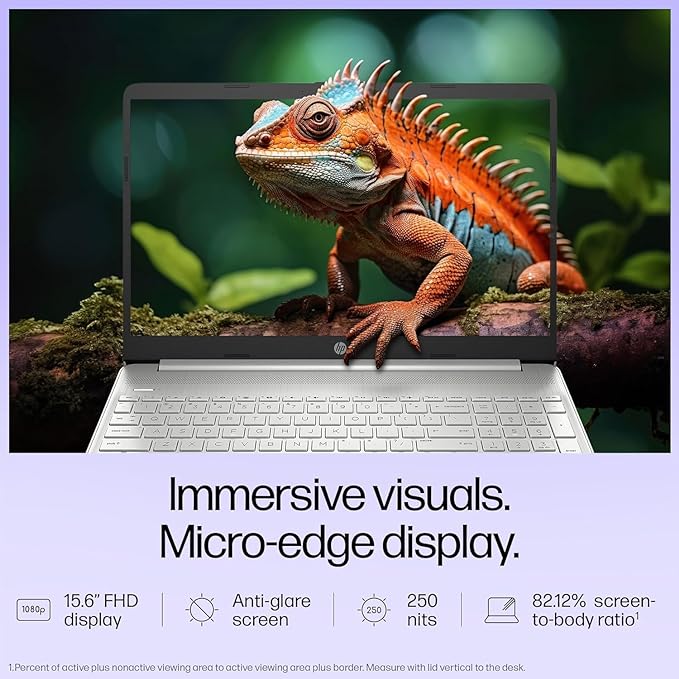 hp
Immersive visuals.
Micro-edge display.
1080p
15.6” FHD
display
Anti-glare
screen
250
250
nits
82.12% screen-
to-body ratio¹
1.Percent of active plus nonactive viewing area to active viewing area plus border. Measure with lid vertical to the desk.